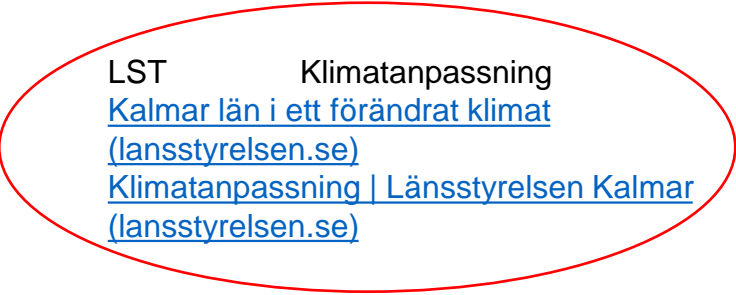 LST Klimatanpassning
Kalmar län i ett förändrat klimat
(lansstyrelsen.se)
Klimatanpassning | Länsstyrelsen Kalmar
(lansstyrelsen.se)